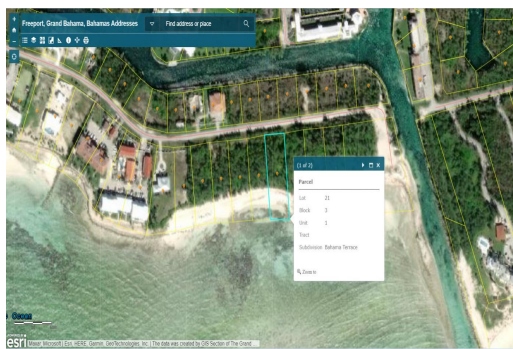 Freeport, Grand Bahama, Bahamas Addresses
Find address or place
(1 of 2)
Parcel
Lot 21
Block 3
Unit 1
Tract
Subdivision Bahama Terrace
Zoom to
Ocean
esri
Maxar, Microsoft | Esri, HERE, Garmin, GeoTechnologies, Inc. | The data was created by GIS Section of The Grand